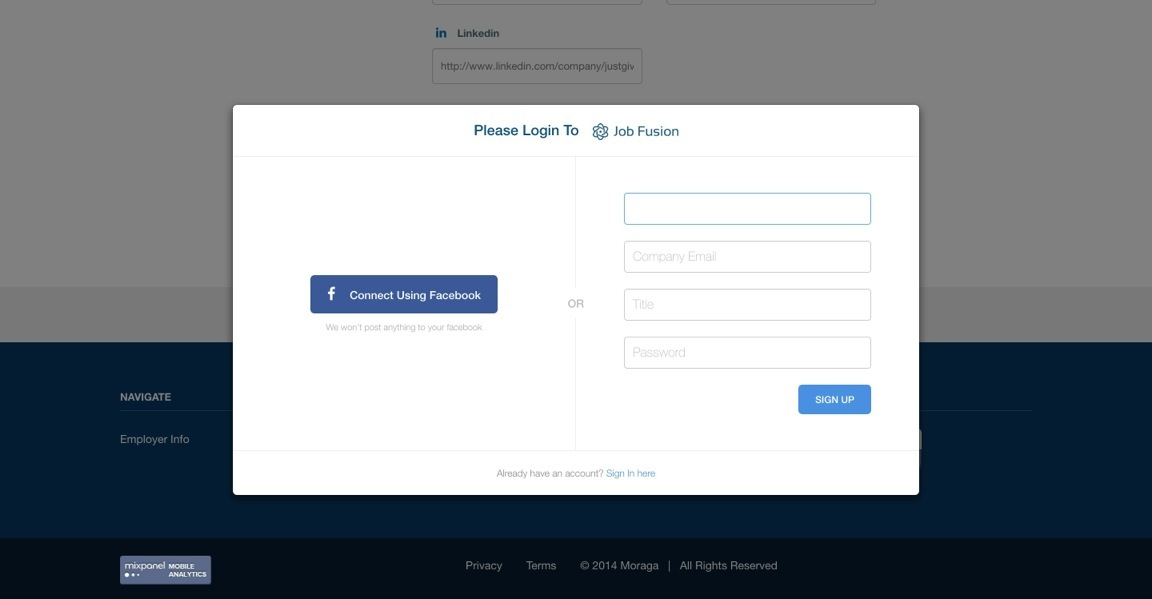 Linkedin
http://www.linkedin.com/company/justgiv
Please Login To Job Fusion
Connect Using Facebook
We won't post anything to your facebook
OR
Company Email
Title
Password
SIGN UP
Already have an account? Sign In here
NAVIGATE
Employer Info
mixpanel MOBILE
ANALYTICS
Privacy Terms © 2014 Moraga | All Rights Reserved